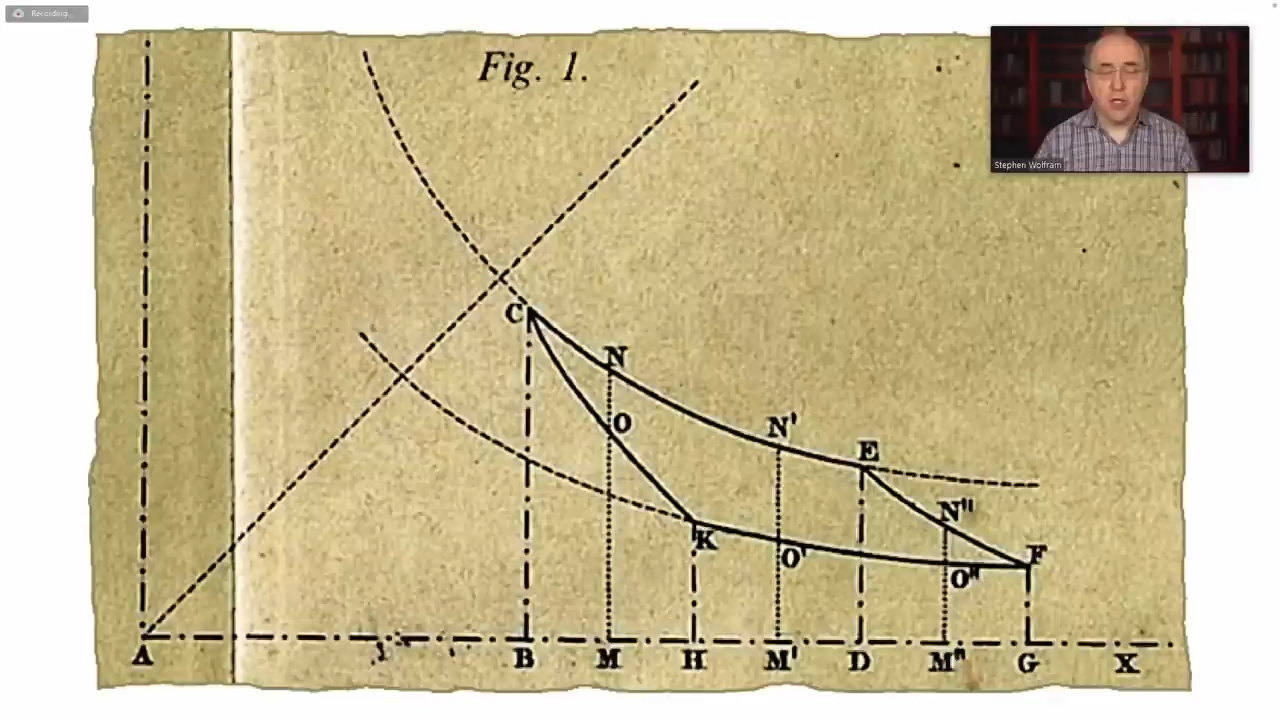 Recording...
Fig. 1.
Stephen Wolfram
C
N
O
N'
E
N"
K
O'
F
O"
A
B
M
H
M'
D
M"
G
X